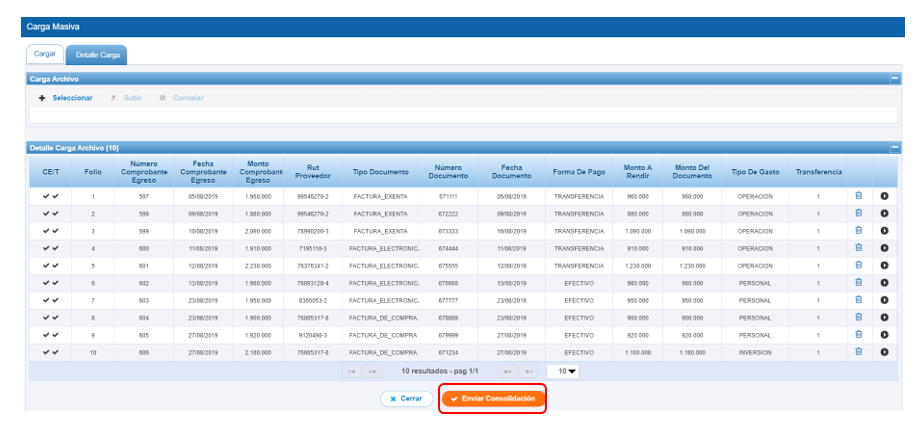 Carga Masiva
Cargar Detalle Carga
Carga Archivo
Seleccionar Subir Cancelar
Detalle Carga Archivo (10)
CE/T Folio Número Comprobante Egreso Fecha Comprobante Egreso Monto Comprobante Egreso Rut Proveedor Tipo Documento Número Documento Fecha Documento Forma De Pago Monto A Rendir Monto Del Documento Tipo De Gasto Transferencia
1 597 05/08/2019 1.960.000 99546270-2 FACTURA_EXENTA 671111 05/08/2019 TRANSFERENCIA 960.000 960.000 OPERACION 1
2 598 09/08/2019 1.880.000 99546270-2 FACTURA_EXENTA 672222 09/08/2019 TRANSFERENCIA 880.000 880.000 OPERACION 1
3 599 10/08/2019 2.090.000 78990200-3 FACTURA_EXENTA 673333 10/08/2019 TRANSFERENCIA 1.090.000 1.090.000 OPERACION 1
4 600 11/08/2019 1.910.000 7195110-3 FACTURA_ELECTRONIC. 674444 11/08/2019 TRANSFERENCIA 910.000 910.000 OPERACION 1
5 601 12/08/2019 2.230.000 76376341-2 FACTURA_ELECTRONIC. 675555 12/08/2019 TRANSFERENCIA 1.230.000 1.230.000 OPERACION 1
6 602 13/08/2019 1.980.000 76093128-4 FACTURA_ELECTRONIC. 676666 13/08/2019 EFECTIVO 980.000 980.000 PERSONAL 1
7 603 23/08/2019 1.950.000 8365053-2 FACTURA_ELECTRONIC. 677777 23/08/2019 EFECTIVO 950.000 950.000 PERSONAL 1
8 604 23/08/2019 1.900.000 76085317-8 FACTURA_DE_COMPRA 678888 23/08/2019 EFECTIVO 900.000 900.000 PERSONAL 1
9 605 27/08/2019 1.920.000 9120498-3 FACTURA_DE_COMPRA 679999 27/08/2019 EFECTIVO 920.000 920.000 PERSONAL 1
10 606 27/08/2019 2.180.000 76085317-8 FACTURA_DE_COMPRA 671234 27/08/2019 EFECTIVO 1.180.000 1.180.000 INVERSION 1
10 resultados - pag 1/1 10
Cerrar Enviar Consolidación